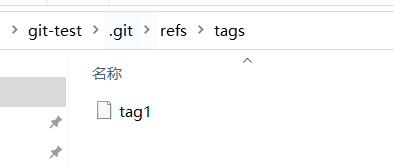 git-test > .git > refs > tags
名称
tag1